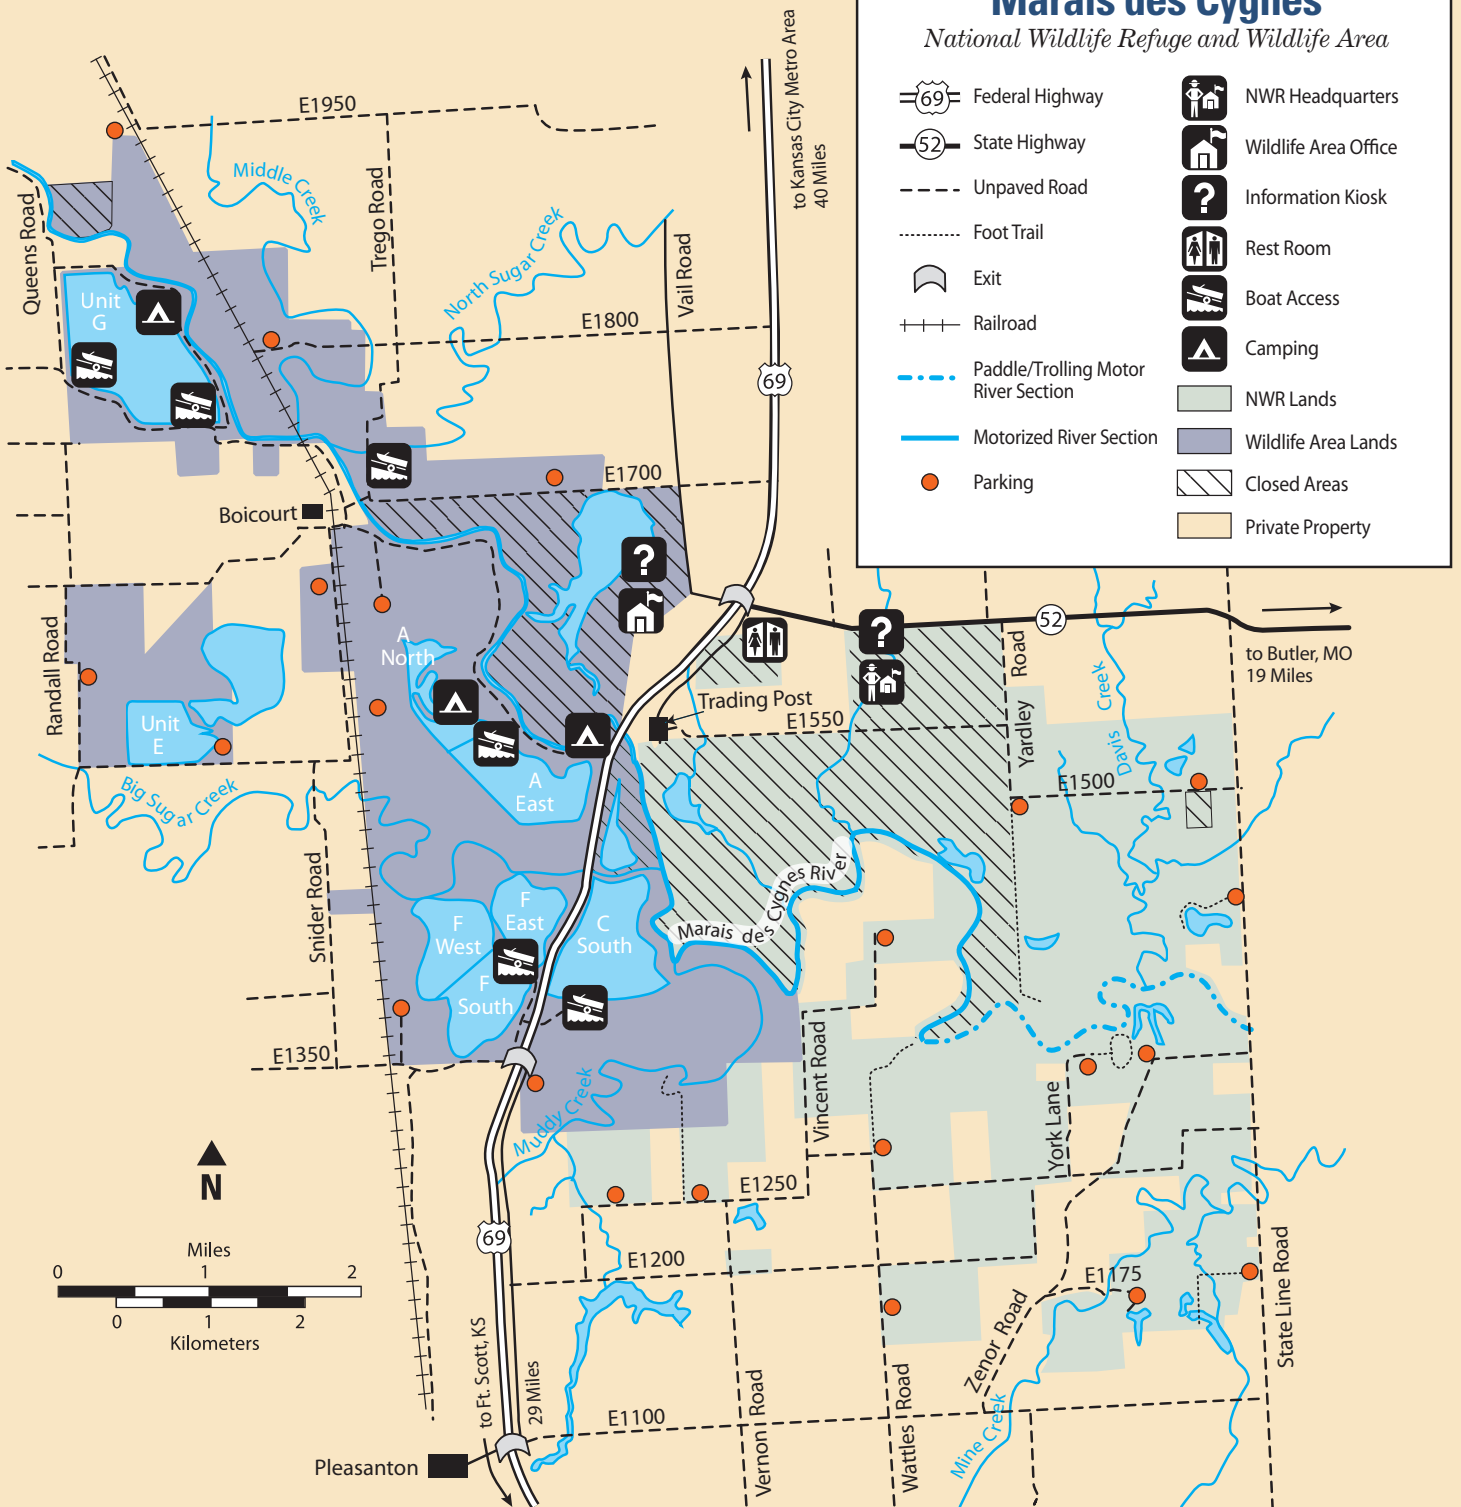 Marais des Cygnes
National Wildlife Refuge and Wildlife Area
69
Federal Highway
52
State Highway
Unpaved Road
Foot Trail
Exit
Railroad
Paddle/Trolling Motor
River Section
Motorized River Section
Parking
NWR Headquarters
Wildlife Area Office
?
Information Kiosk
Rest Room
Boat Access
Camping
NWR Lands
Wildlife Area Lands
Closed Areas
Private Property
to Kansas City Metro Area
40 Miles
E1950
Middle Creek
Trego Road
Queens Road
North Sugar Creek
Vail Road
Unit
G
E1800
69
E1700
Boicourt
?
?
52
to Butler, MO
19 Miles
Randall Road
A
North
Trading Post
E1550
Yardley Road
Davis Creek
Unit
E
Big Sugar Creek
A
East
E1500
Snider Road
Marais des Cygnes River
F
West
F
East
C
South
F
South
E1350
Vincent Road
Muddy Creek
York Lane
N
E1250
69
Miles
0
1
2
0
1
2
Kilometers
E1200
E1175
Zenor Road
State Line Road
to Ft. Scott, KS
29 Miles
E1100
Vernon Road
Wattles Road
Mine Creek
Pleasanton